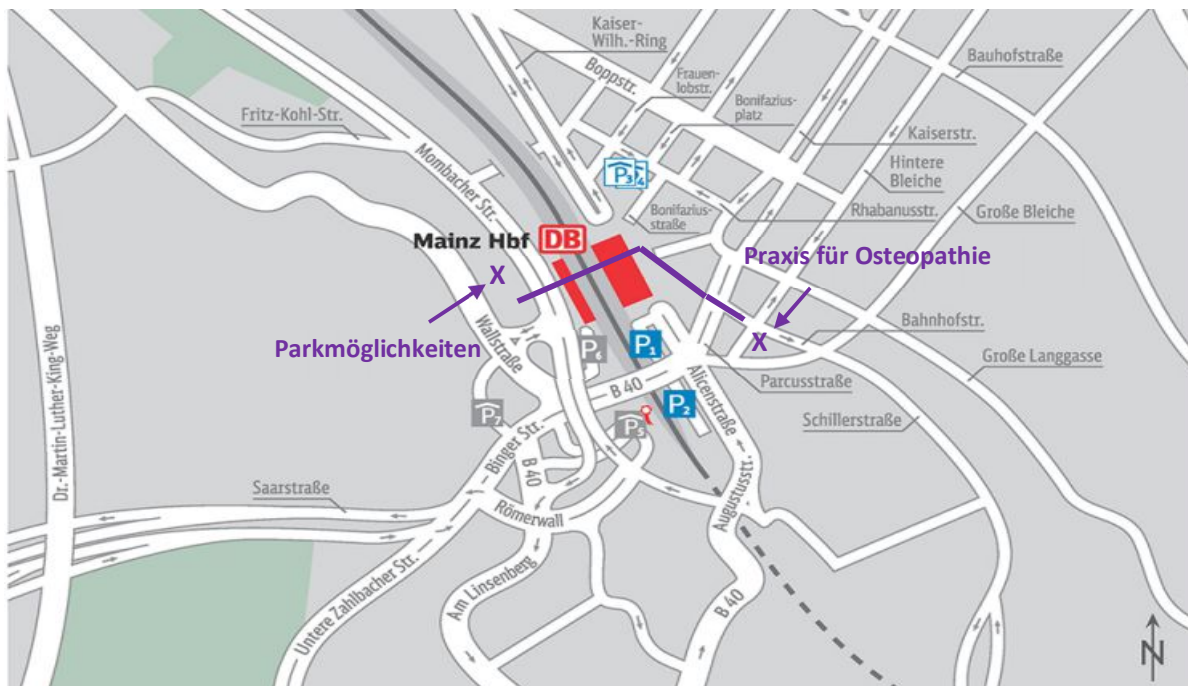 Kaiser-
Wilh.-Ring
Boppstr.
Frauen-
lobstr.
Bonifazius-
platz
Bauhofstraße
Kaiserstr.
Hintere
Bleiche
Große Bleiche
Rhabanusstr.
Bonifazius-
straße
Fritz-Kohl-Str.
Mombacher Str.
P3
4
Mainz Hbf
DB
X
Praxis für Osteopathie
Parkmöglichkeiten
Wallstraße
X
Bahnhofstr.
Große Langgasse
P1
P6
Parcusstraße
B 40
Alicenstraße
P2
Schillerstraße
P7
P5
Binger Str.
B 40
Dr.-Martin-Luther-King-Weg
Saarstraße
Römerwall
Augustusstr.
Untere Zahlbacher Str.
Am Linsenberg
B 40
N